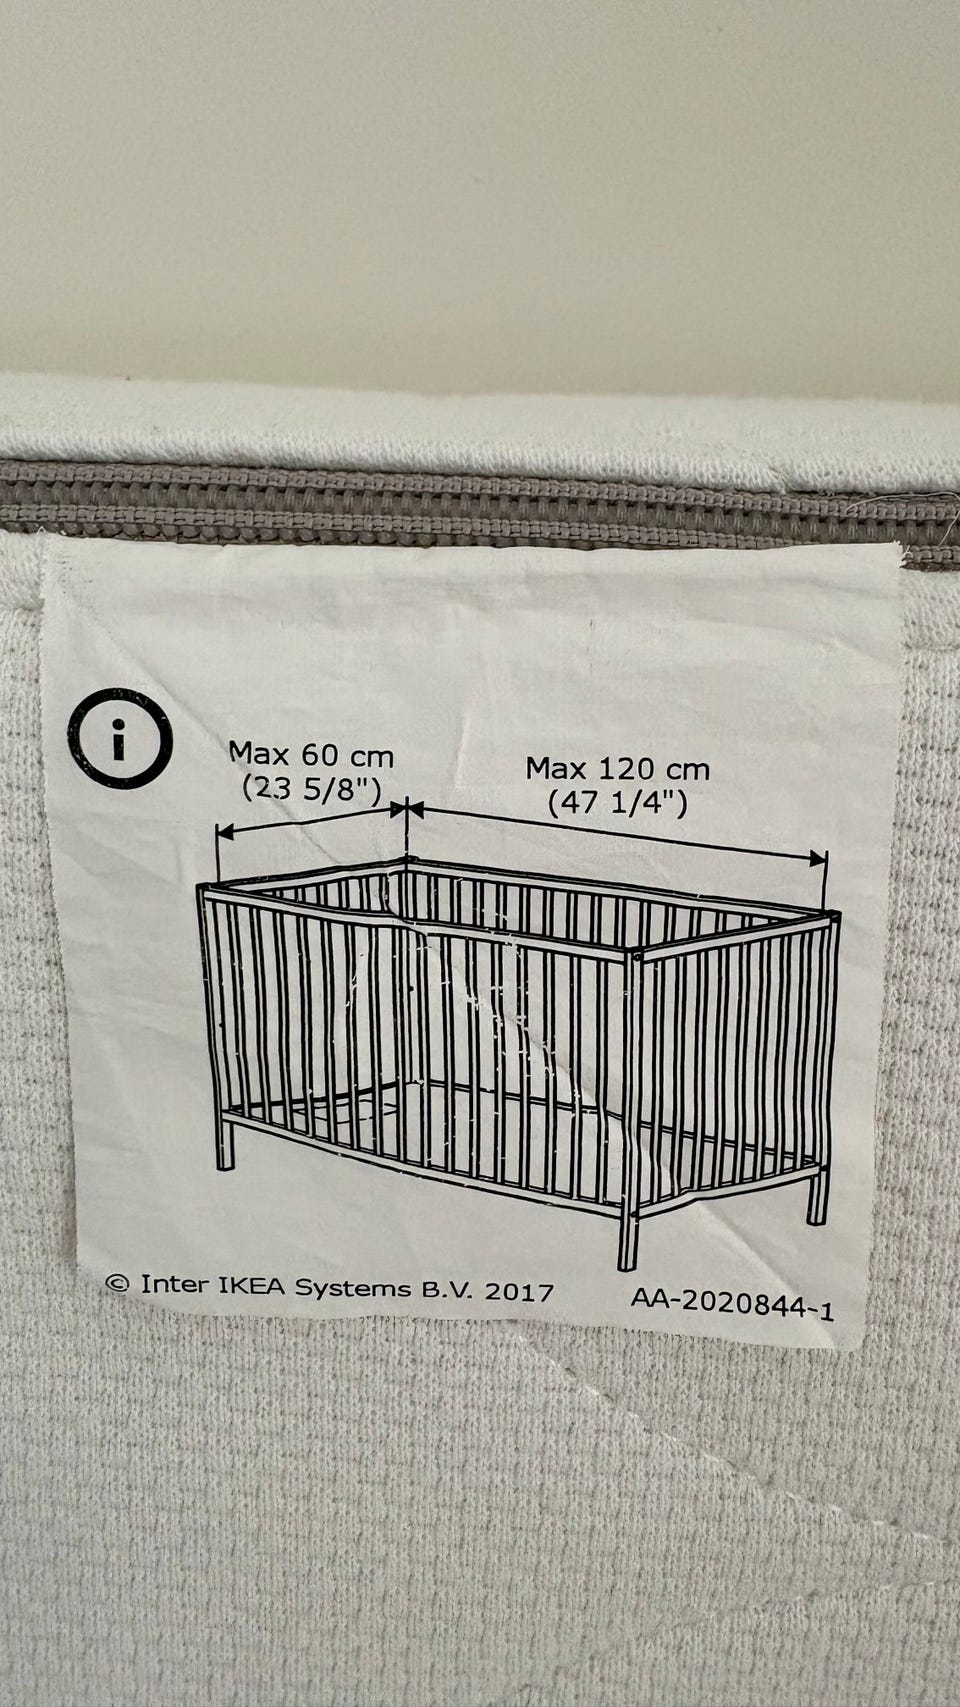 i
Max 60 cm
(23 5/8")
Max 120 cm
(47 1/4")
© Inter IKEA Systems B.V. 2017
AA-2020844-1